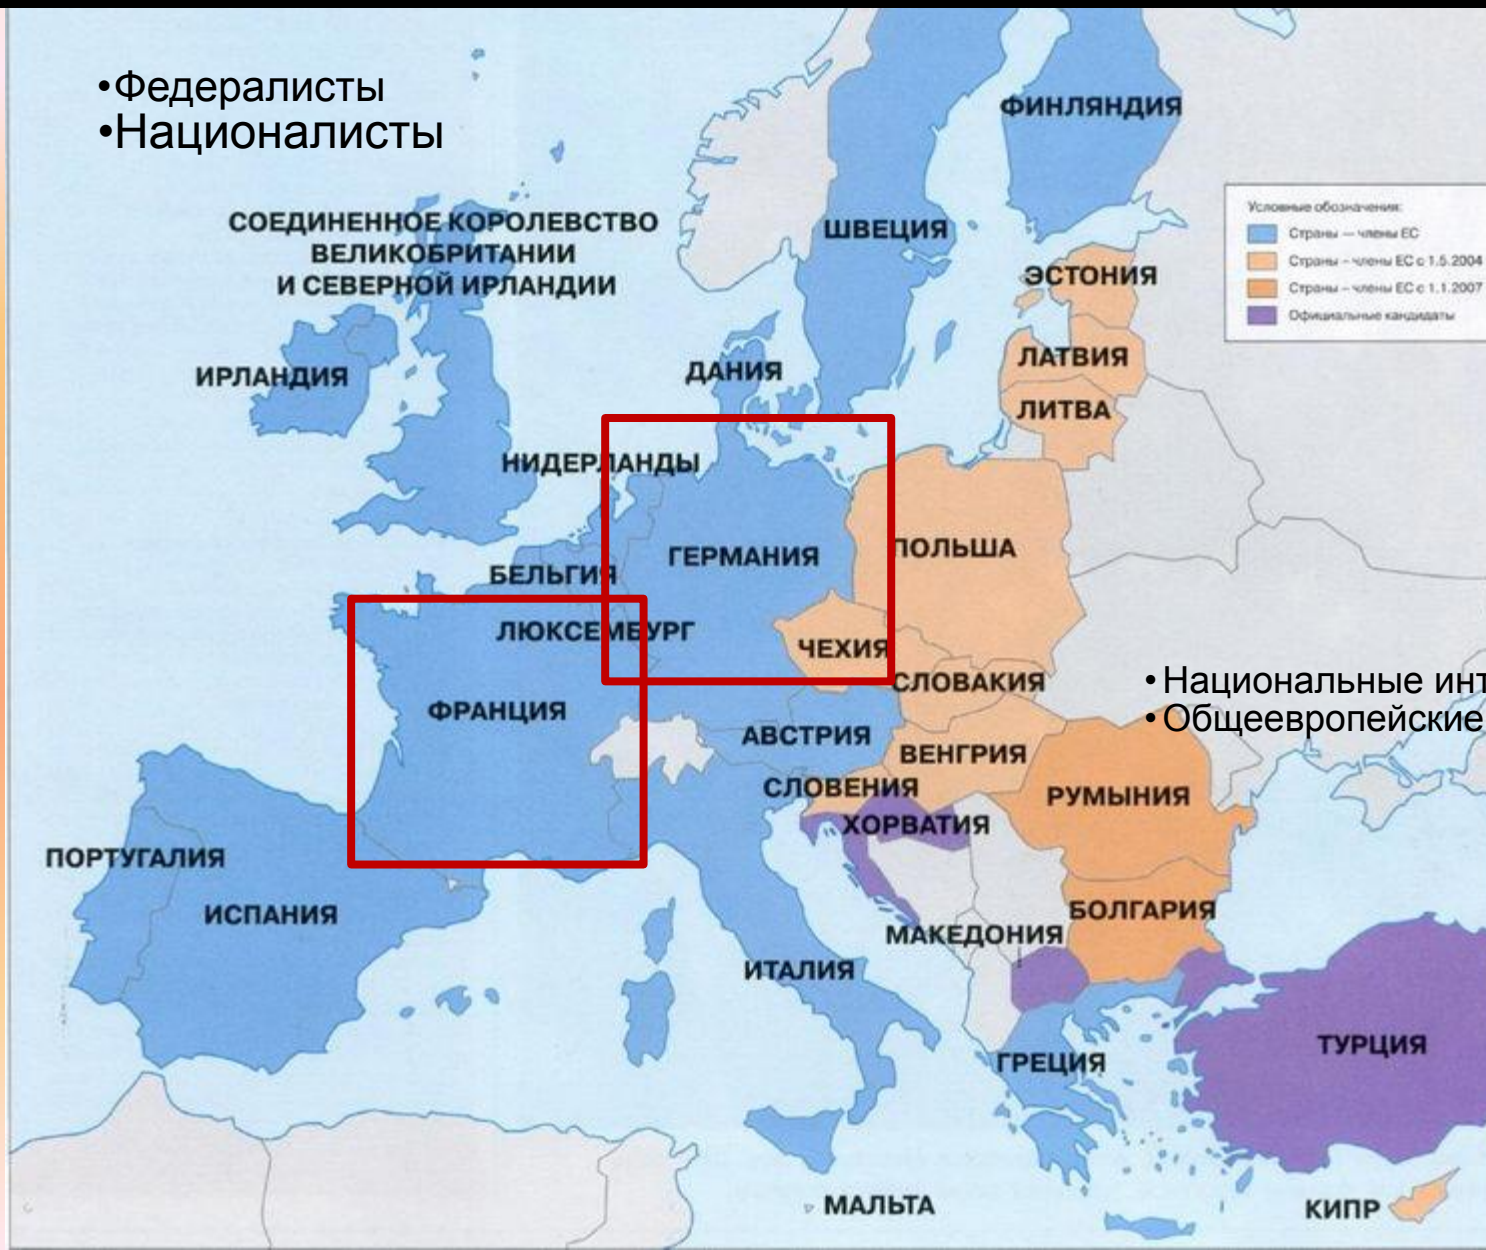 •Федералисты
•Националисты
ФИНЛЯНДИЯ
СОЕДИНЕННОЕ КОРОЛЕВСТВО
ВЕЛИКОБРИТАНИИ
И СЕВЕРНОЙ ИРЛАНДИИ
ШВЕЦИЯ
Условные обозначения:
Страны — члены ЕС
Страны – члены ЕС с 1.5.2004
Страны – члены ЕС с 1.1.2007
Официальные кандидаты
ЭСТОНИЯ
ИРЛАНДИЯ
ДАНИЯ
ЛАТВИЯ
ЛИТВА
НИДЕРЛАНДЫ
ГЕРМАНИЯ
ПОЛЬША
БЕЛЬГИЯ
ЛЮКСЕМБУРГ
ЧЕХИЯ
СЛОВАКИЯ
•Национальные инт
•Общеевропейские
ФРАНЦИЯ
АВСТРИЯ
ВЕНГРИЯ
СЛОВЕНИЯ
РУМЫНИЯ
ХОРВАТИЯ
ПОРТУГАЛИЯ
ИСПАНИЯ
БОЛГАРИЯ
МАКЕДОНИЯ
ИТАЛИЯ
ТУРЦИЯ
ГРЕЦИЯ
МАЛЬТА
КИПР